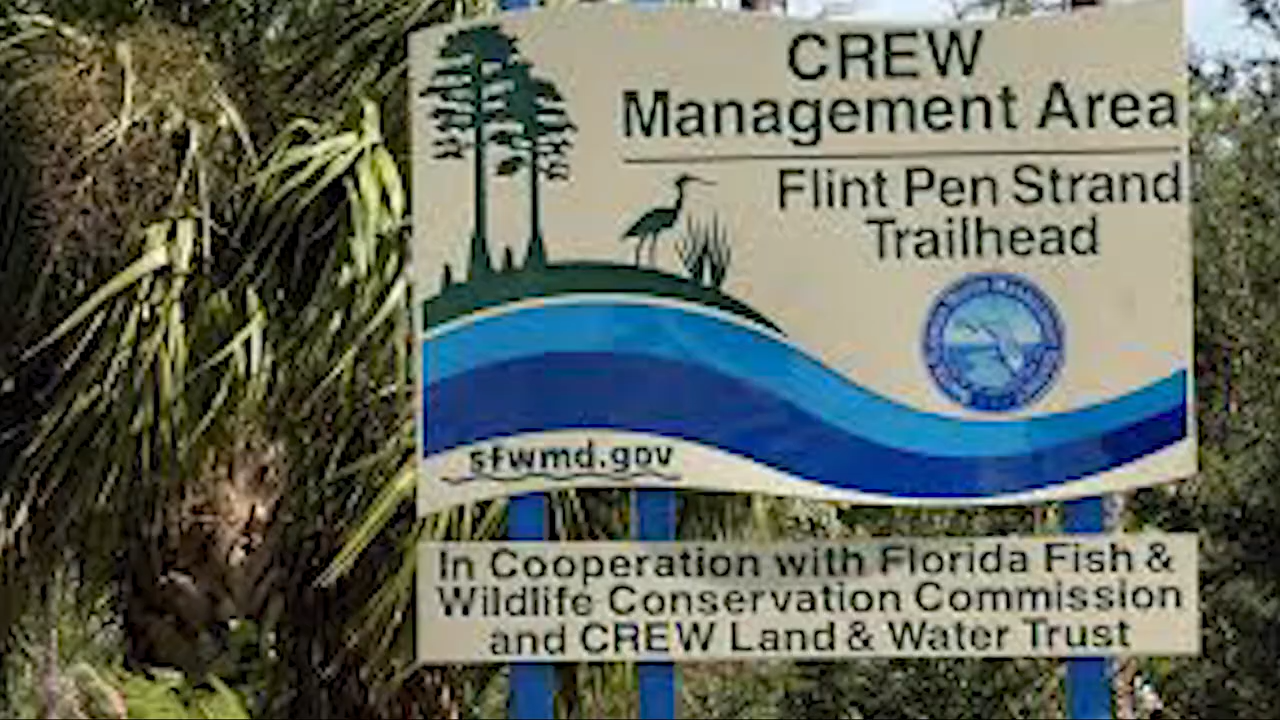 CREW
Management Area
Flint Pen Strand
Trailhead
sfwmd.gov
In Cooperation with Florida Fish &
Wildlife Conservation Commission
and CREW Land & Water Trust